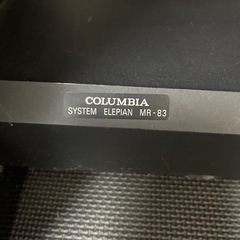 COLUMBIA
SYSTEM ELEPIAN MR-83